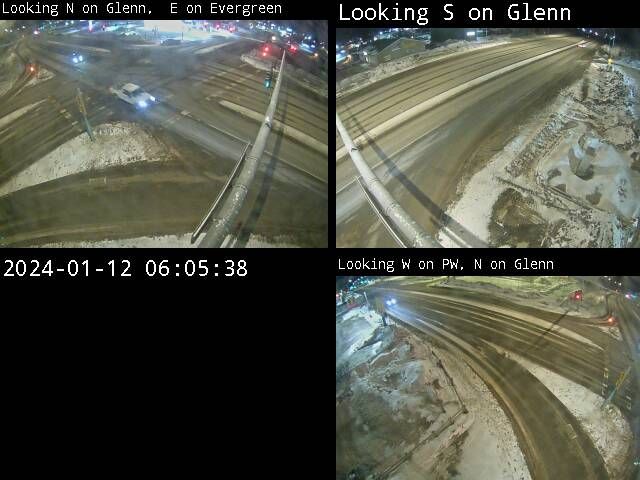 Looking N on Glenn,  E on Evergreen
Looking S on Glenn
2024-01-12 06:05:38
Looking W on PW, N on Glenn